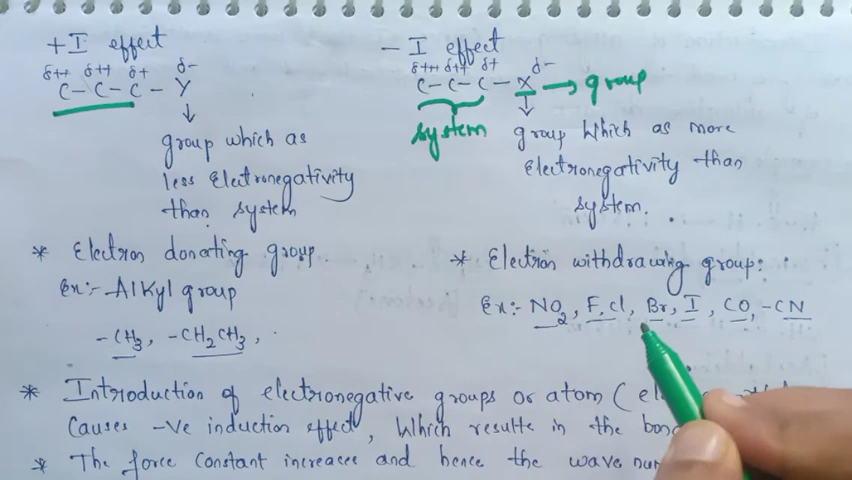 +I effect
δ++ δ++ δ+ δ-
C-C-C-Y
group which as
less Electronegativity
than system
* Electron donating group
Ex:- Alkyl group
-CH3, -CH2CH3,
- I effect
δ++ δ++ δ+ δ-
C-C-C-X → group
system
group which as more
Electronegativity than
system.
* Electron withdrawing group:
Ex:- NO2, F, Cl, Br, I, CO, -CN
* Introduction of electronegative groups or atom (
causes -ve induction effect, which results in the
* The force constant increases and hence the wave